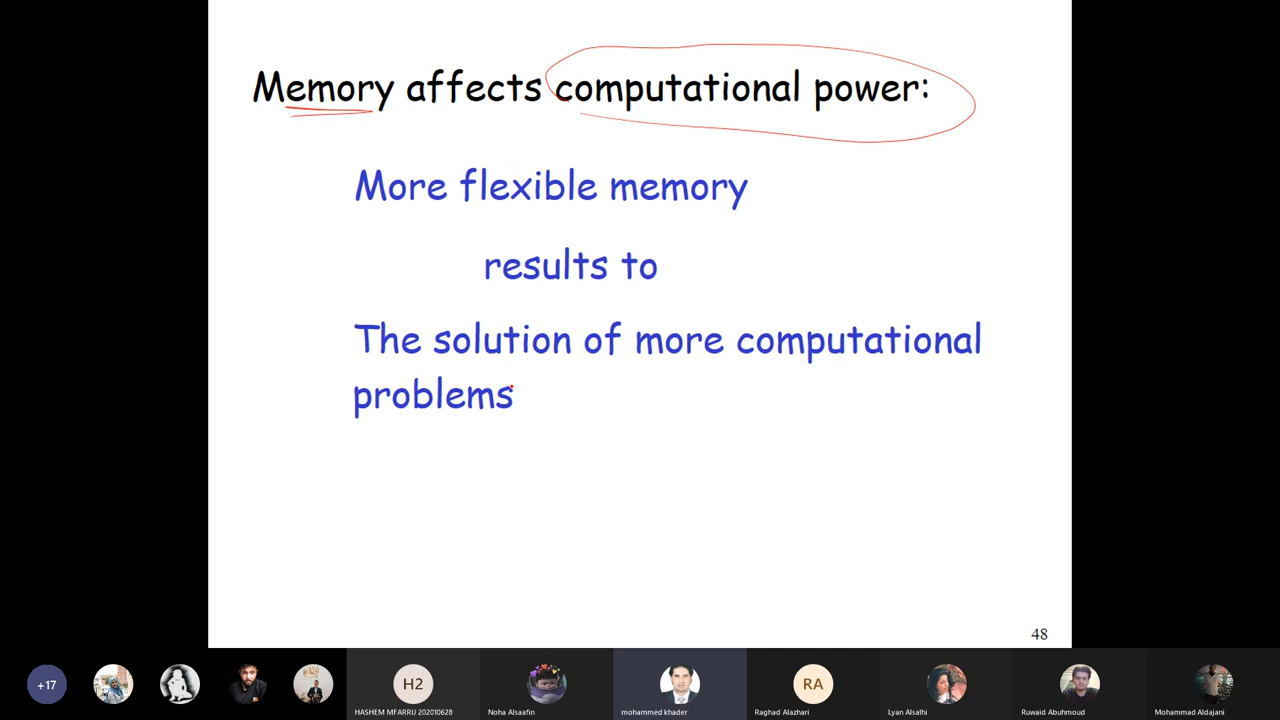 Memory affects computational power:
More flexible memory
results to
The solution of more computational
problems
48
+17
H2
RA
HASHEM MFARRIJ 202010628
Noha Alsaafin
mohammed khader
Raghad Alazhari
Lyan Alsalhi
Ruwaid Abuhmoud
Mohammad Aldajani